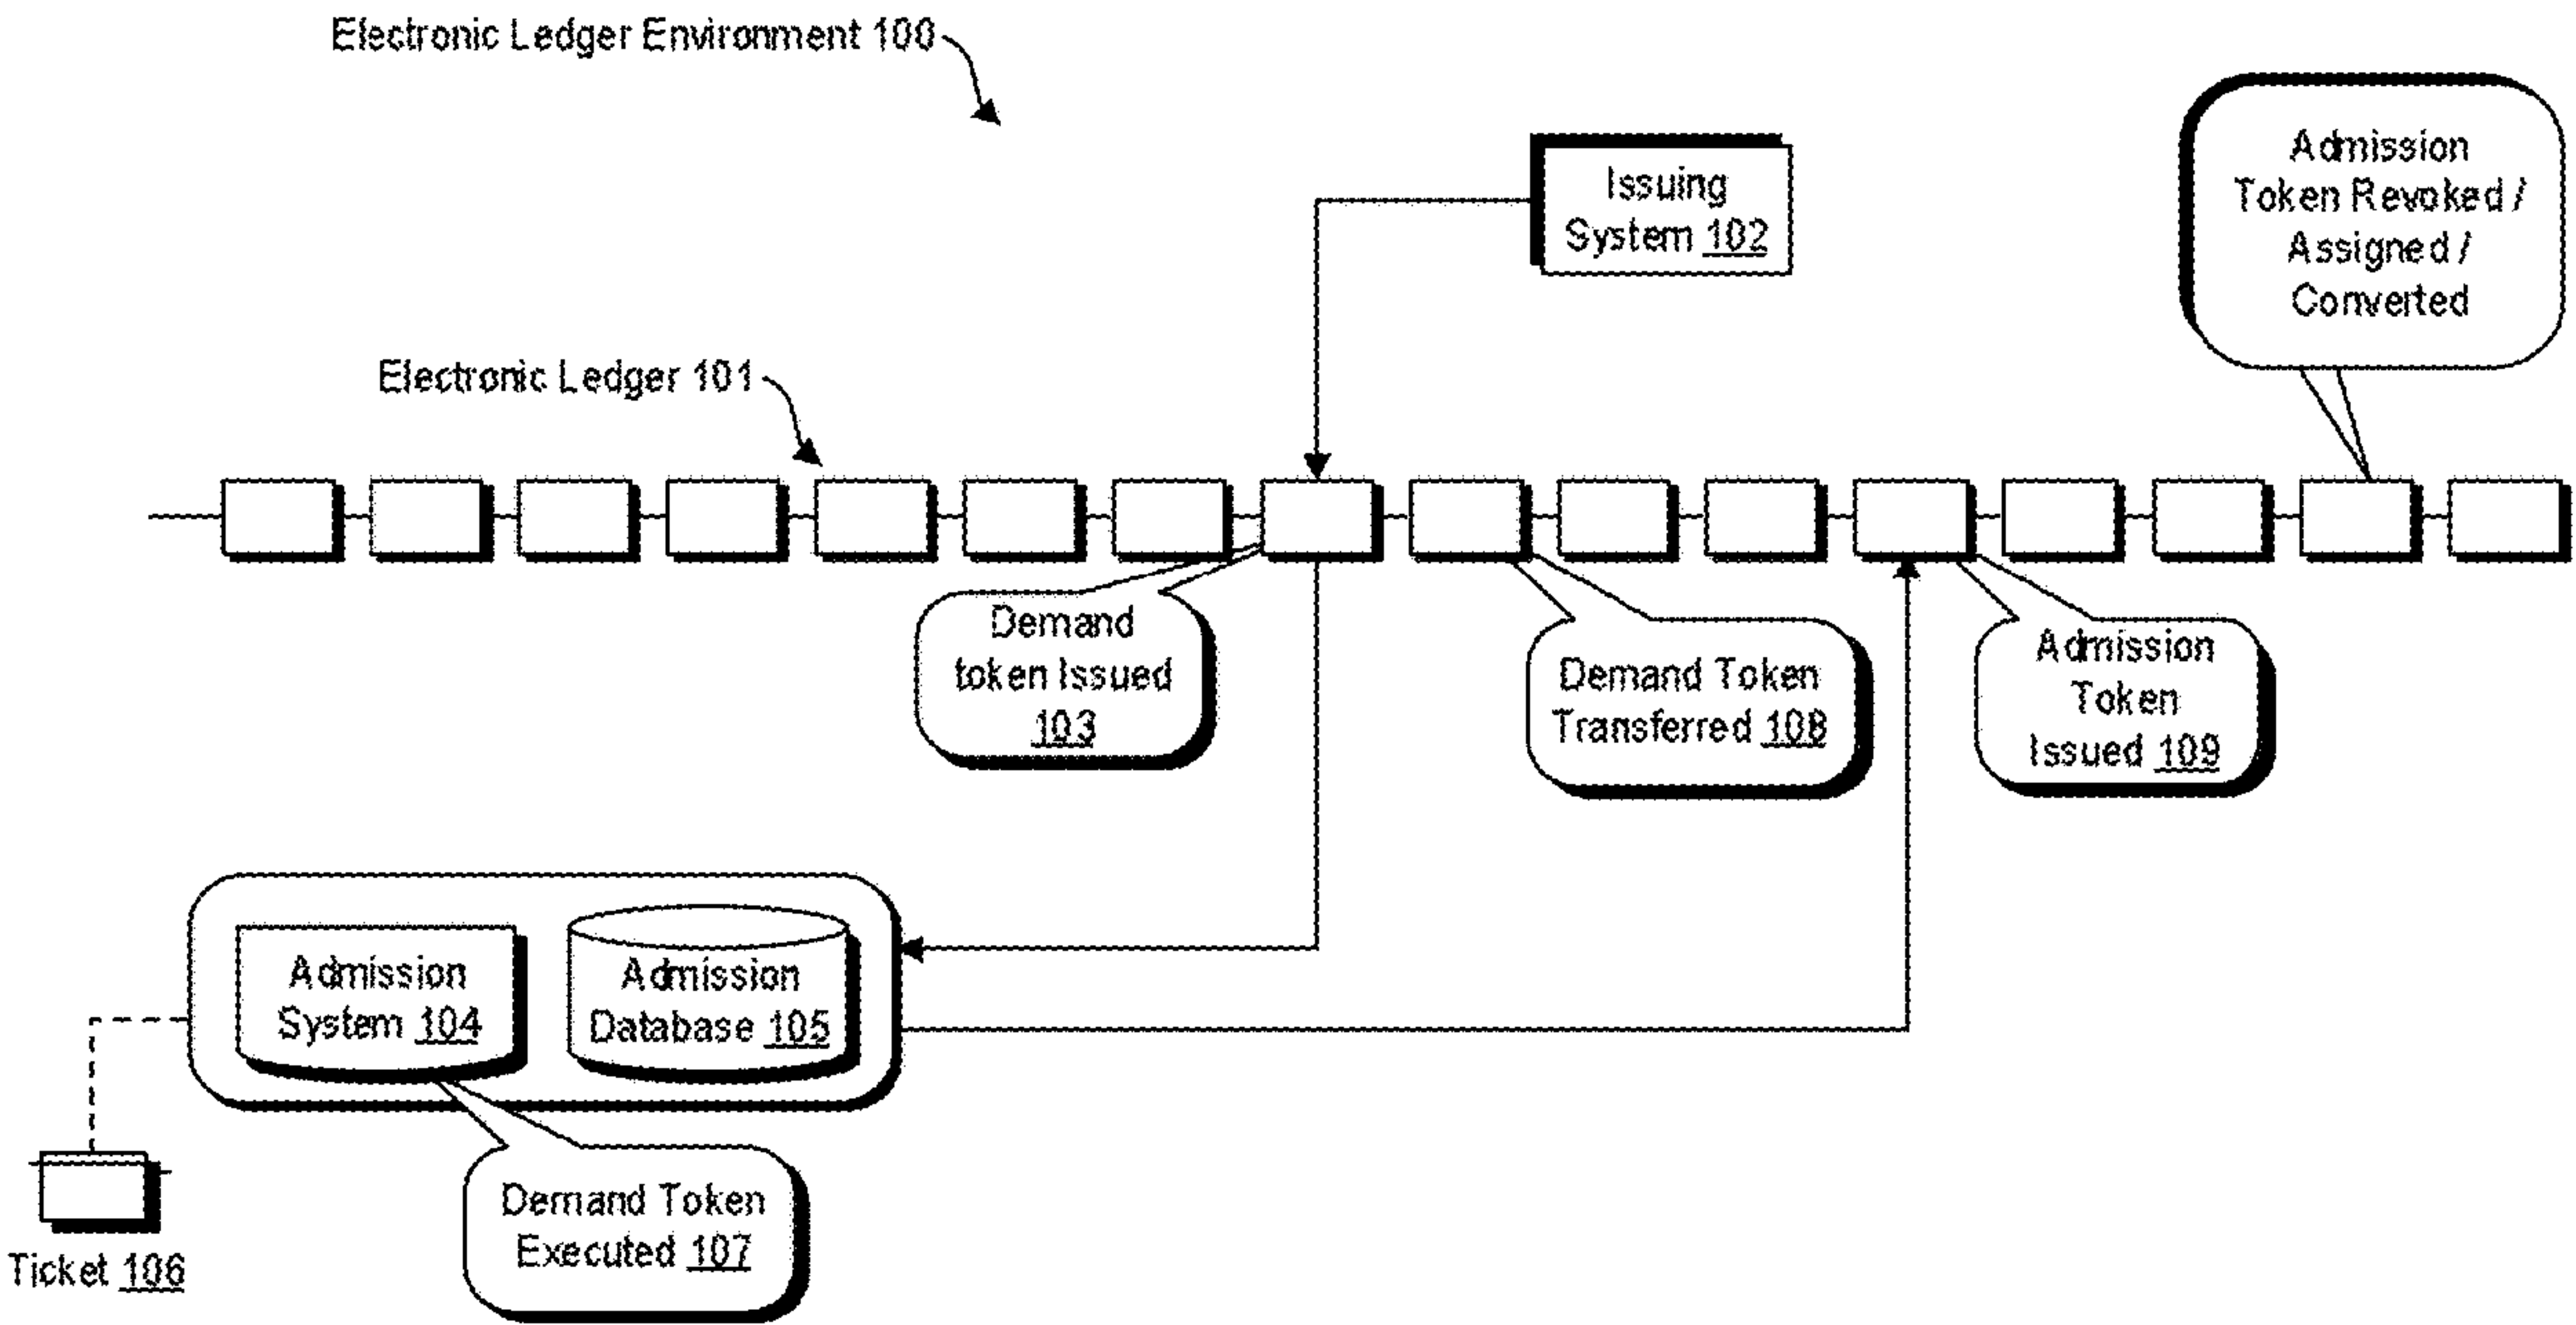 Electronic Ledger Environment 100
Issuing
System 102
Admission
Token Revoked /
Assigned /
Converted
Electronic Ledger 101
Demand
token Issued
103
Demand Token
Transferred 108
Admission
Token
Issued 109
Admission
System 104
Admission
Database 105
Demand Token
Executed 107
Ticket 106